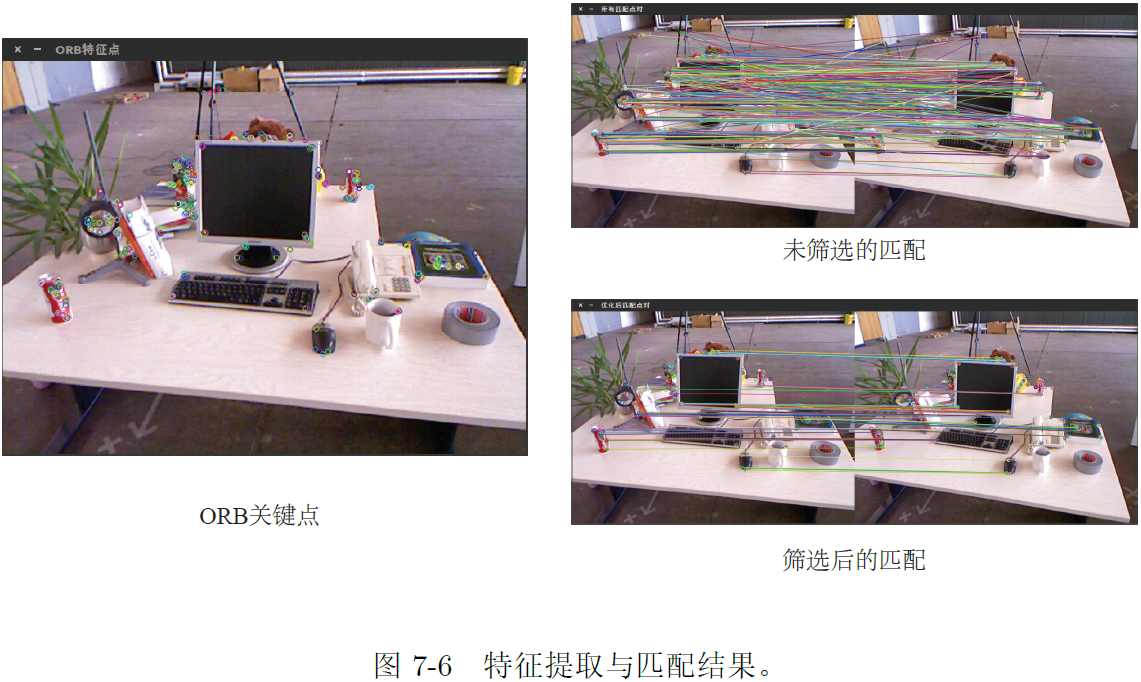 ORB特征点
ORB关键点
所有匹配点对
未筛选的匹配
优化后匹配点对
筛选后的匹配
图 7-6 特征提取与匹配结果。